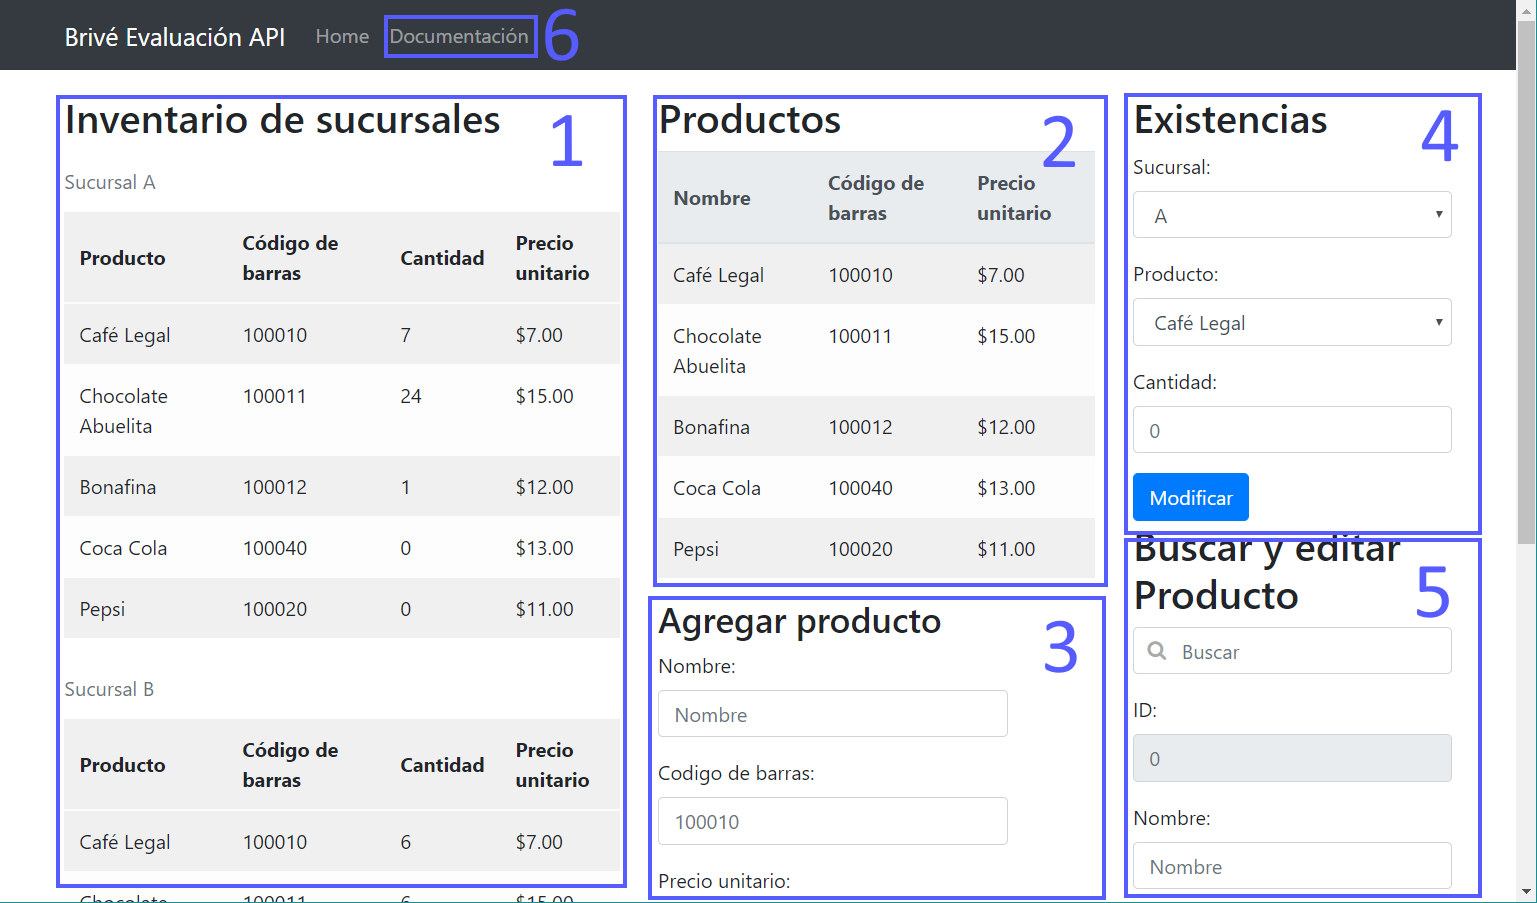 Brivé Evaluación API Home Documentación 6
Inventario de sucursales 1
Sucursal A
Producto Código de barras Cantidad Precio unitario
Café Legal 100010 7 $7.00
Chocolate Abuelita 100011 24 $15.00
Bonafina 100012 1 $12.00
Coca Cola 100040 0 $13.00
Pepsi 100020 0 $11.00
Sucursal B
Producto Código de barras Cantidad Precio unitario
Café Legal 100010 6 $7.00
Chocolate 100011 6 $15.00
Productos 2
Nombre Código de barras Precio unitario
Café Legal 100010 $7.00
Chocolate Abuelita 100011 $15.00
Bonafina 100012 $12.00
Coca Cola 100040 $13.00
Pepsi 100020 $11.00
Agregar producto 3
Nombre:
Nombre
Codigo de barras:
100010
Precio unitario:
Existencias 4
Sucursal:
A
Producto:
Café Legal
Cantidad:
0
Modificar
Buscar y editar
Producto 5
Buscar
ID:
0
Nombre:
Nombre